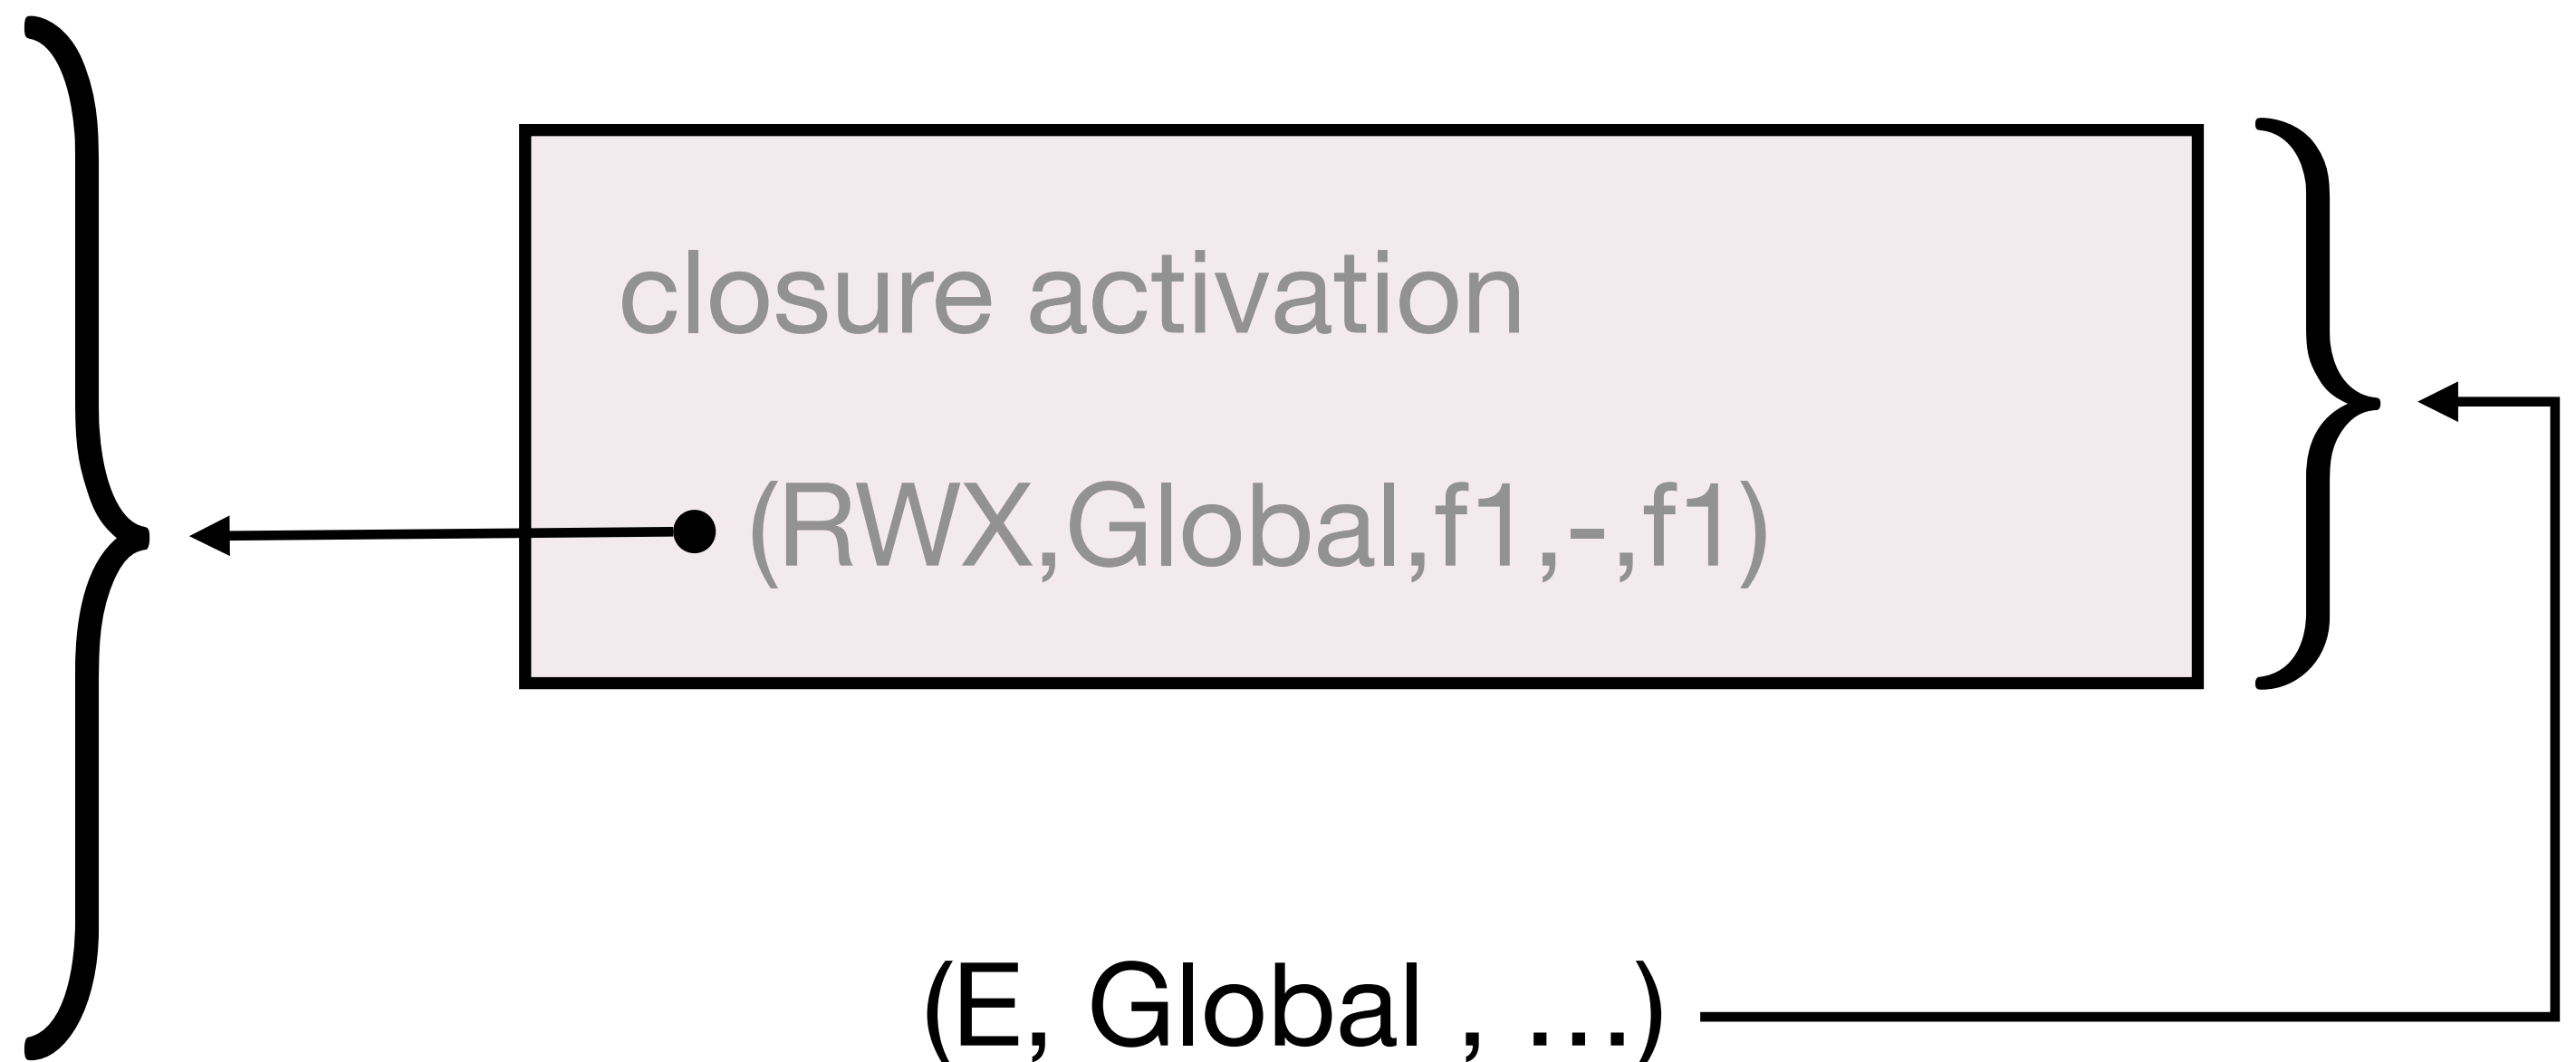 closure activation
(RWX,Global,f1,-,f1)
(E, Global , ...)